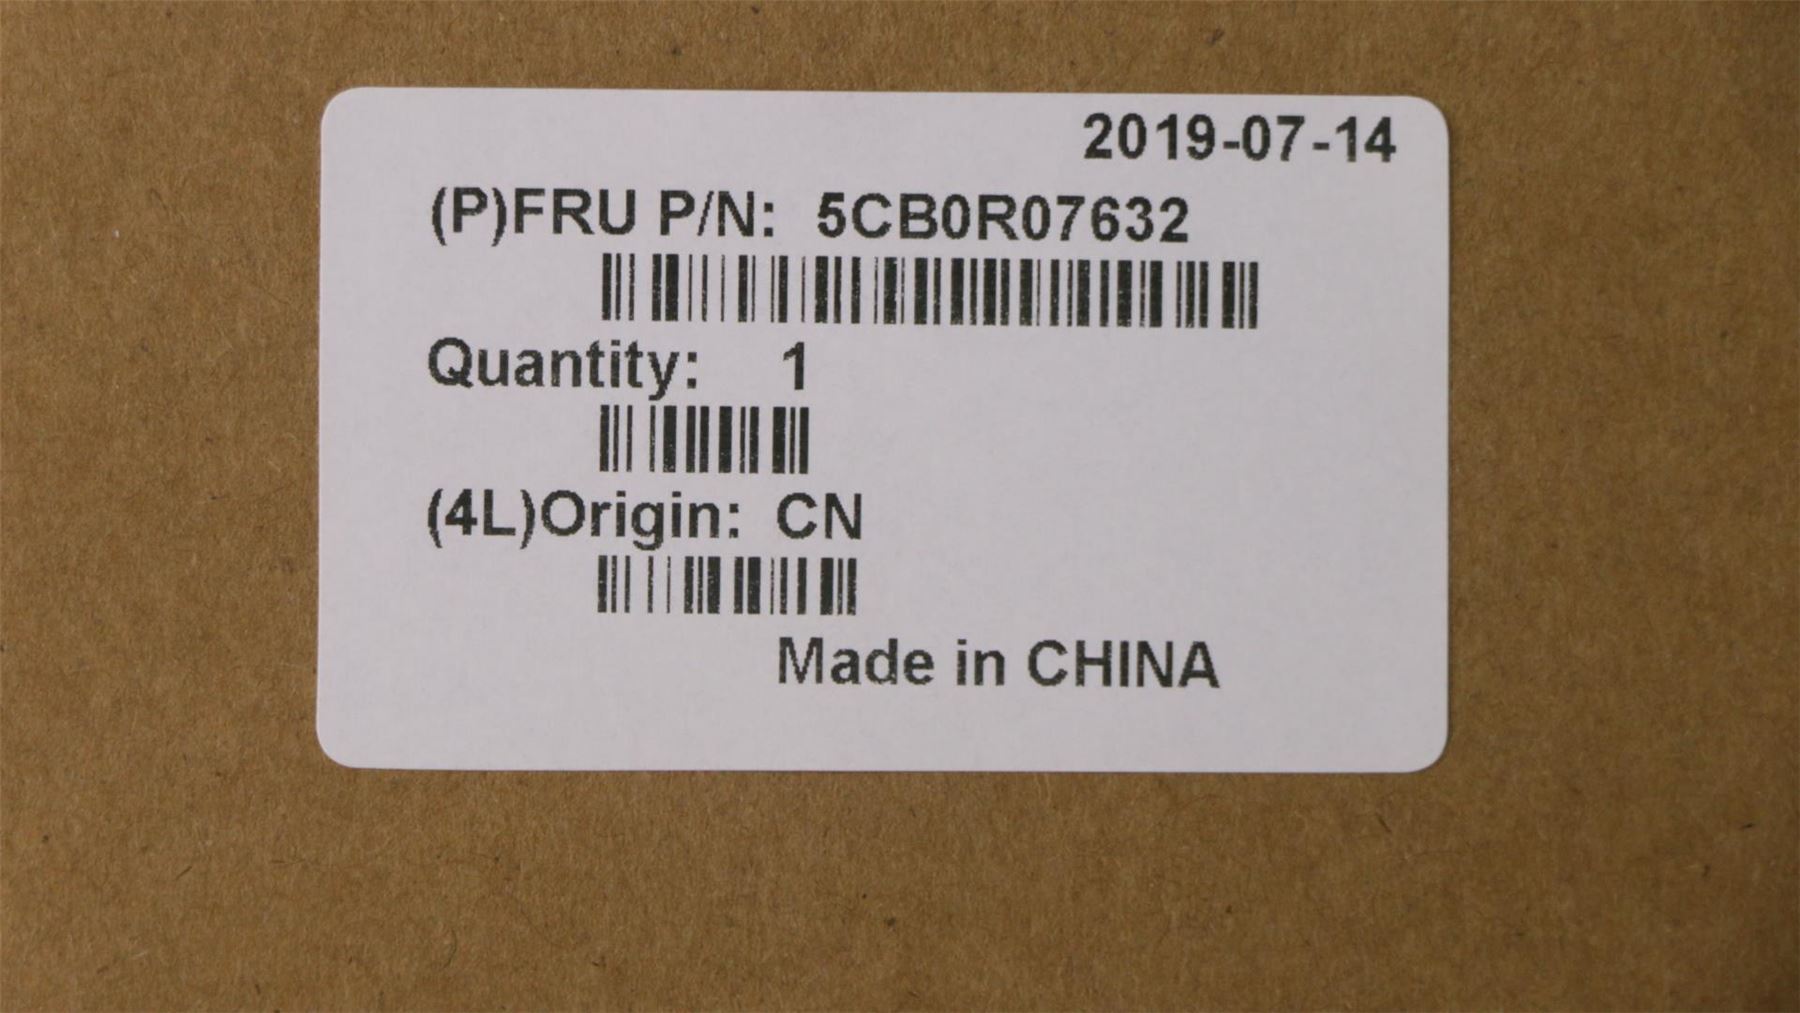 2019-07-14
(P)FRU P/N: 5CB0R07632
Quantity: 1
(4L)Origin: CN
Made in CHINA